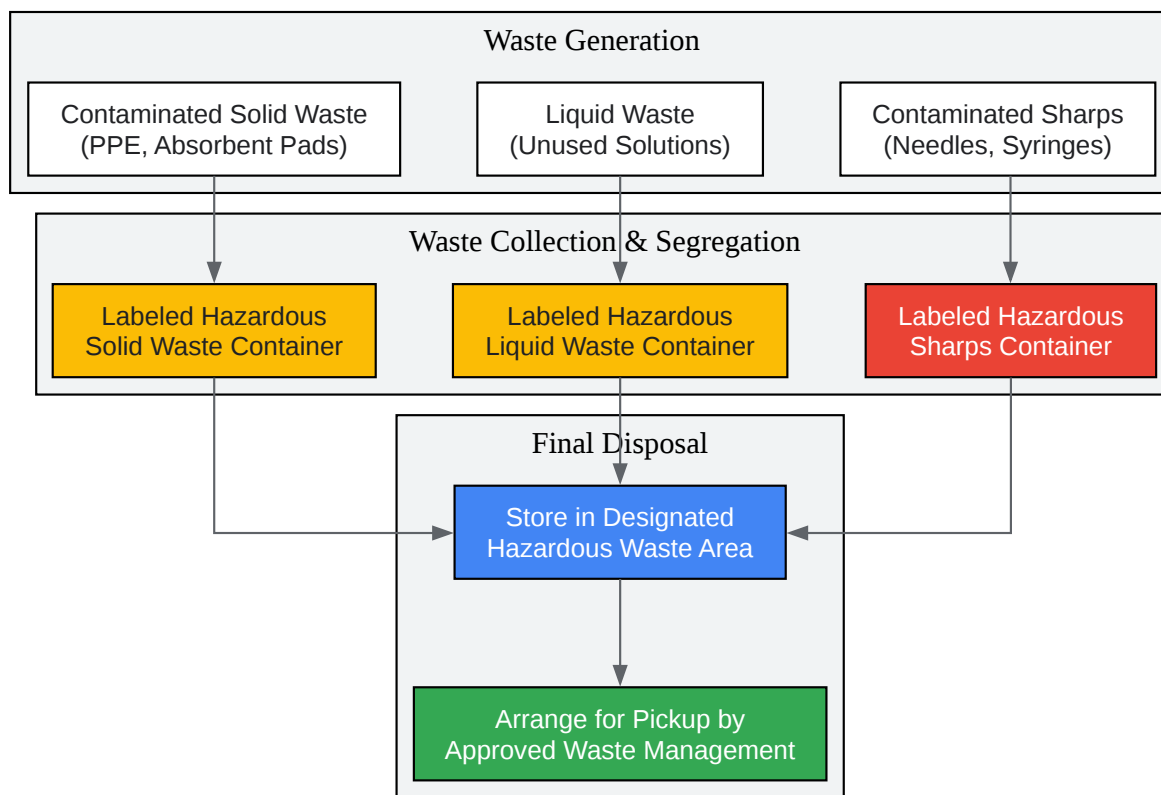 Waste Generation
Contaminated Solid Waste
(PPE, Absorbent Pads)
Liquid Waste
(Unused Solutions)
Contaminated Sharps
(Needles, Syringes)
Waste Collection & Segregation
Labeled Hazardous
Solid Waste Container
Labeled Hazardous
Liquid Waste Container
Labeled Hazardous
Sharps Container
Final Disposal
Store in Designated
Hazardous Waste Area
Arrange for Pickup by
Approved Waste Management